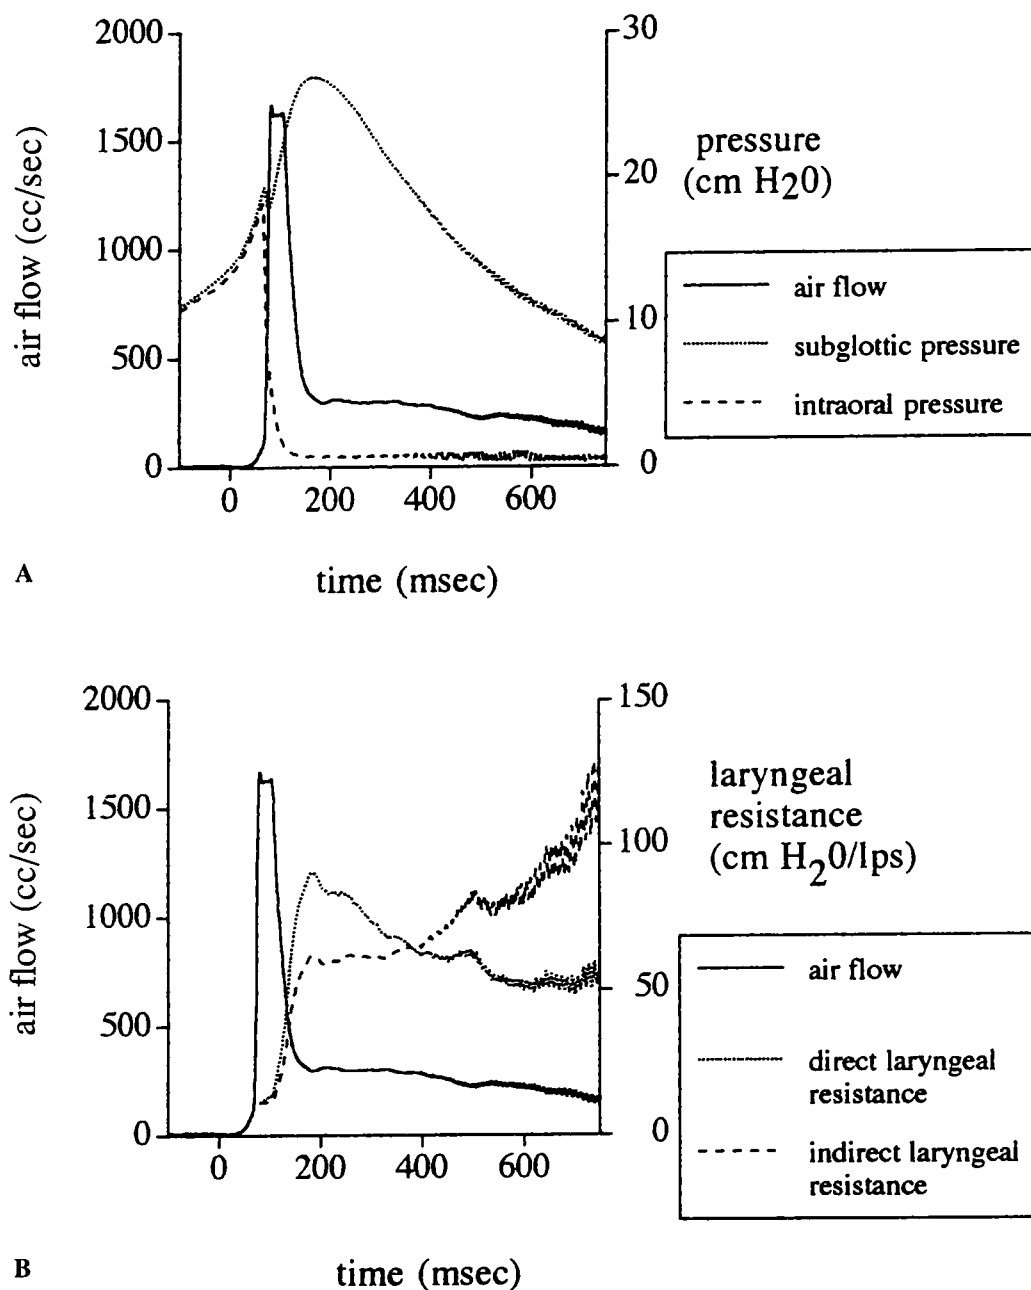 2000
1500
1000
500
0
air flow (cc/sec)
30
20
10
0
pressure
(cm H20)
air flow
subglottic pressure
intraoral pressure
0 200 400 600
time (msec)
A
2000
1500
1000
500
0
air flow (cc/sec)
150
100
50
0
laryngeal
resistance
(cm H20/lps)
air flow
direct laryngeal
resistance
indirect laryngeal
resistance
0 200 400 600
time (msec)
B